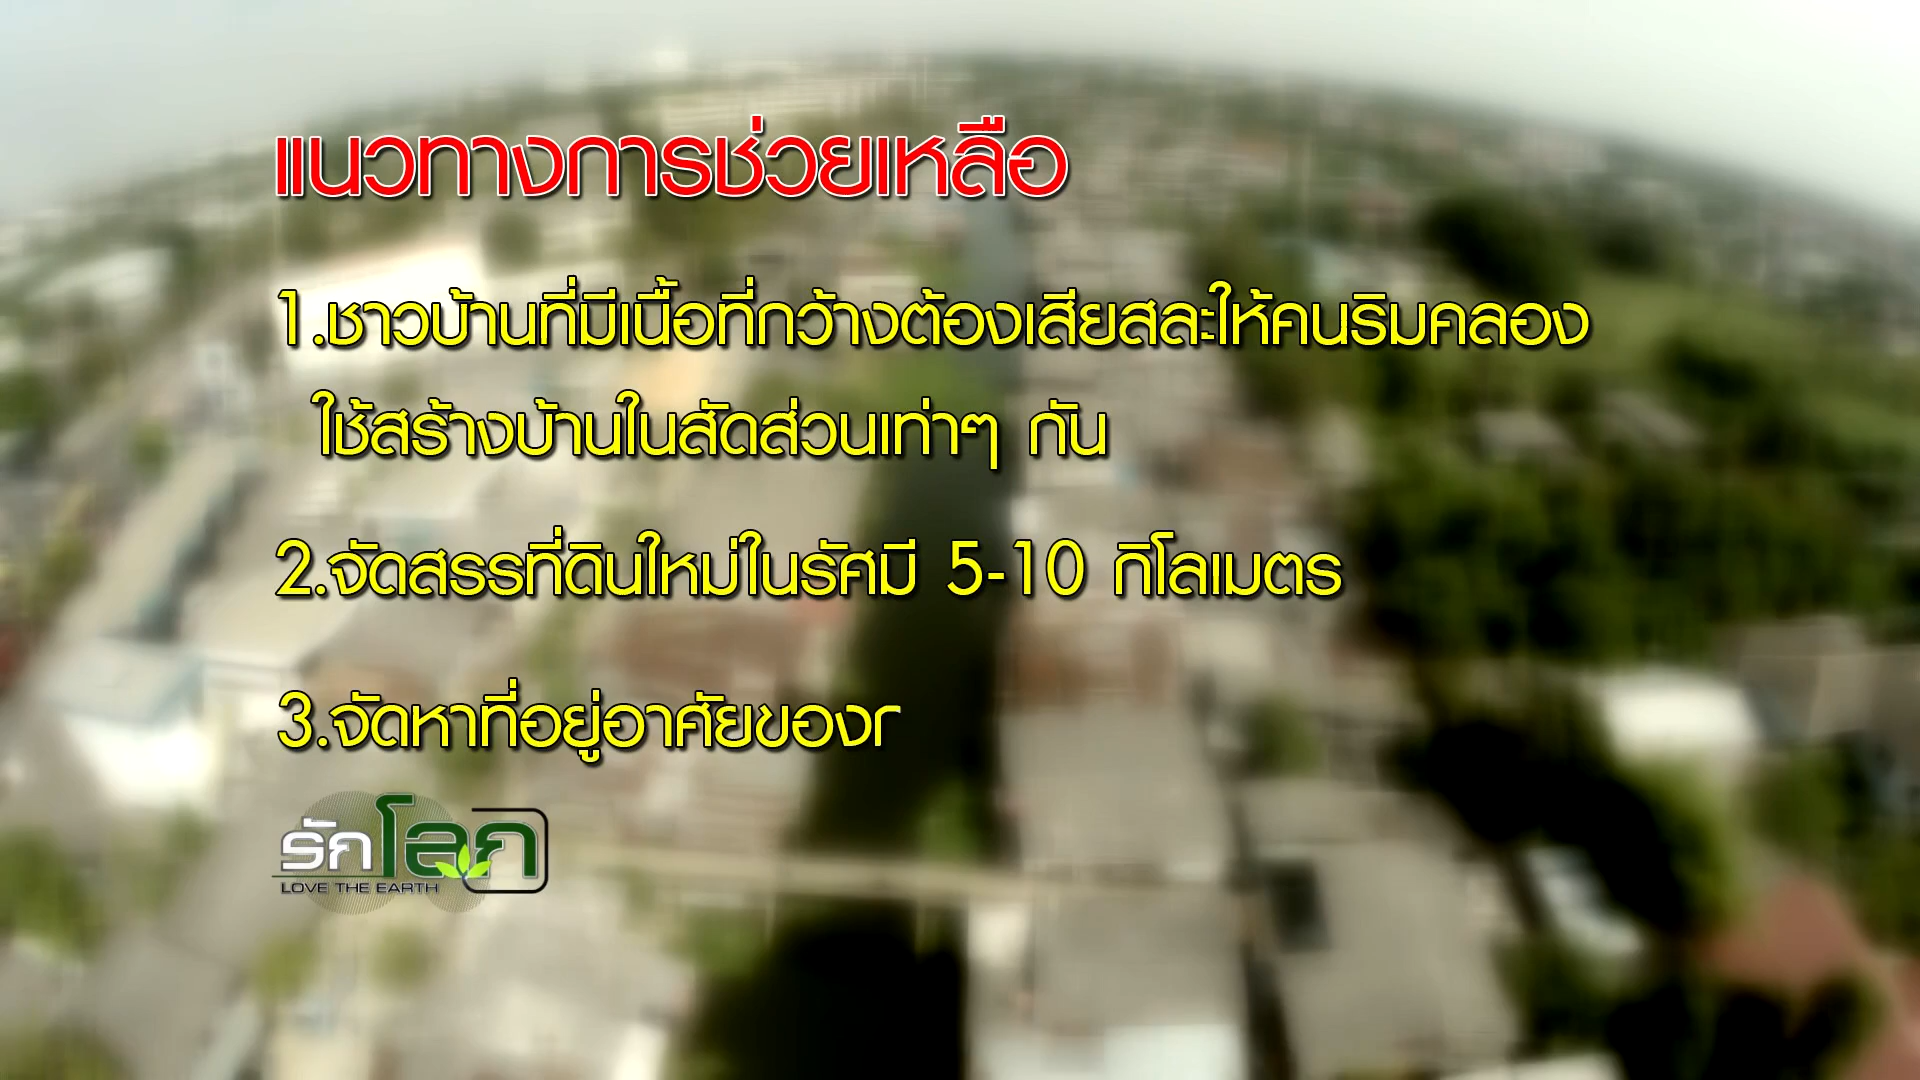 แนวทางการช่วยเหลือ
1.ชาวบ้านที่มีเนื้อที่กว้างต้องเสียสละให้คนริมคลอง
ใช้สร้างบ้านในสัดส่วนเท่าๆ กัน
2.จัดสรรที่ดินใหม่ในรัศมี 5-10 กิโลเมตร
3.จัดหาที่อยู่อาศัยของ
รักโลก
LOVE THE EARTH